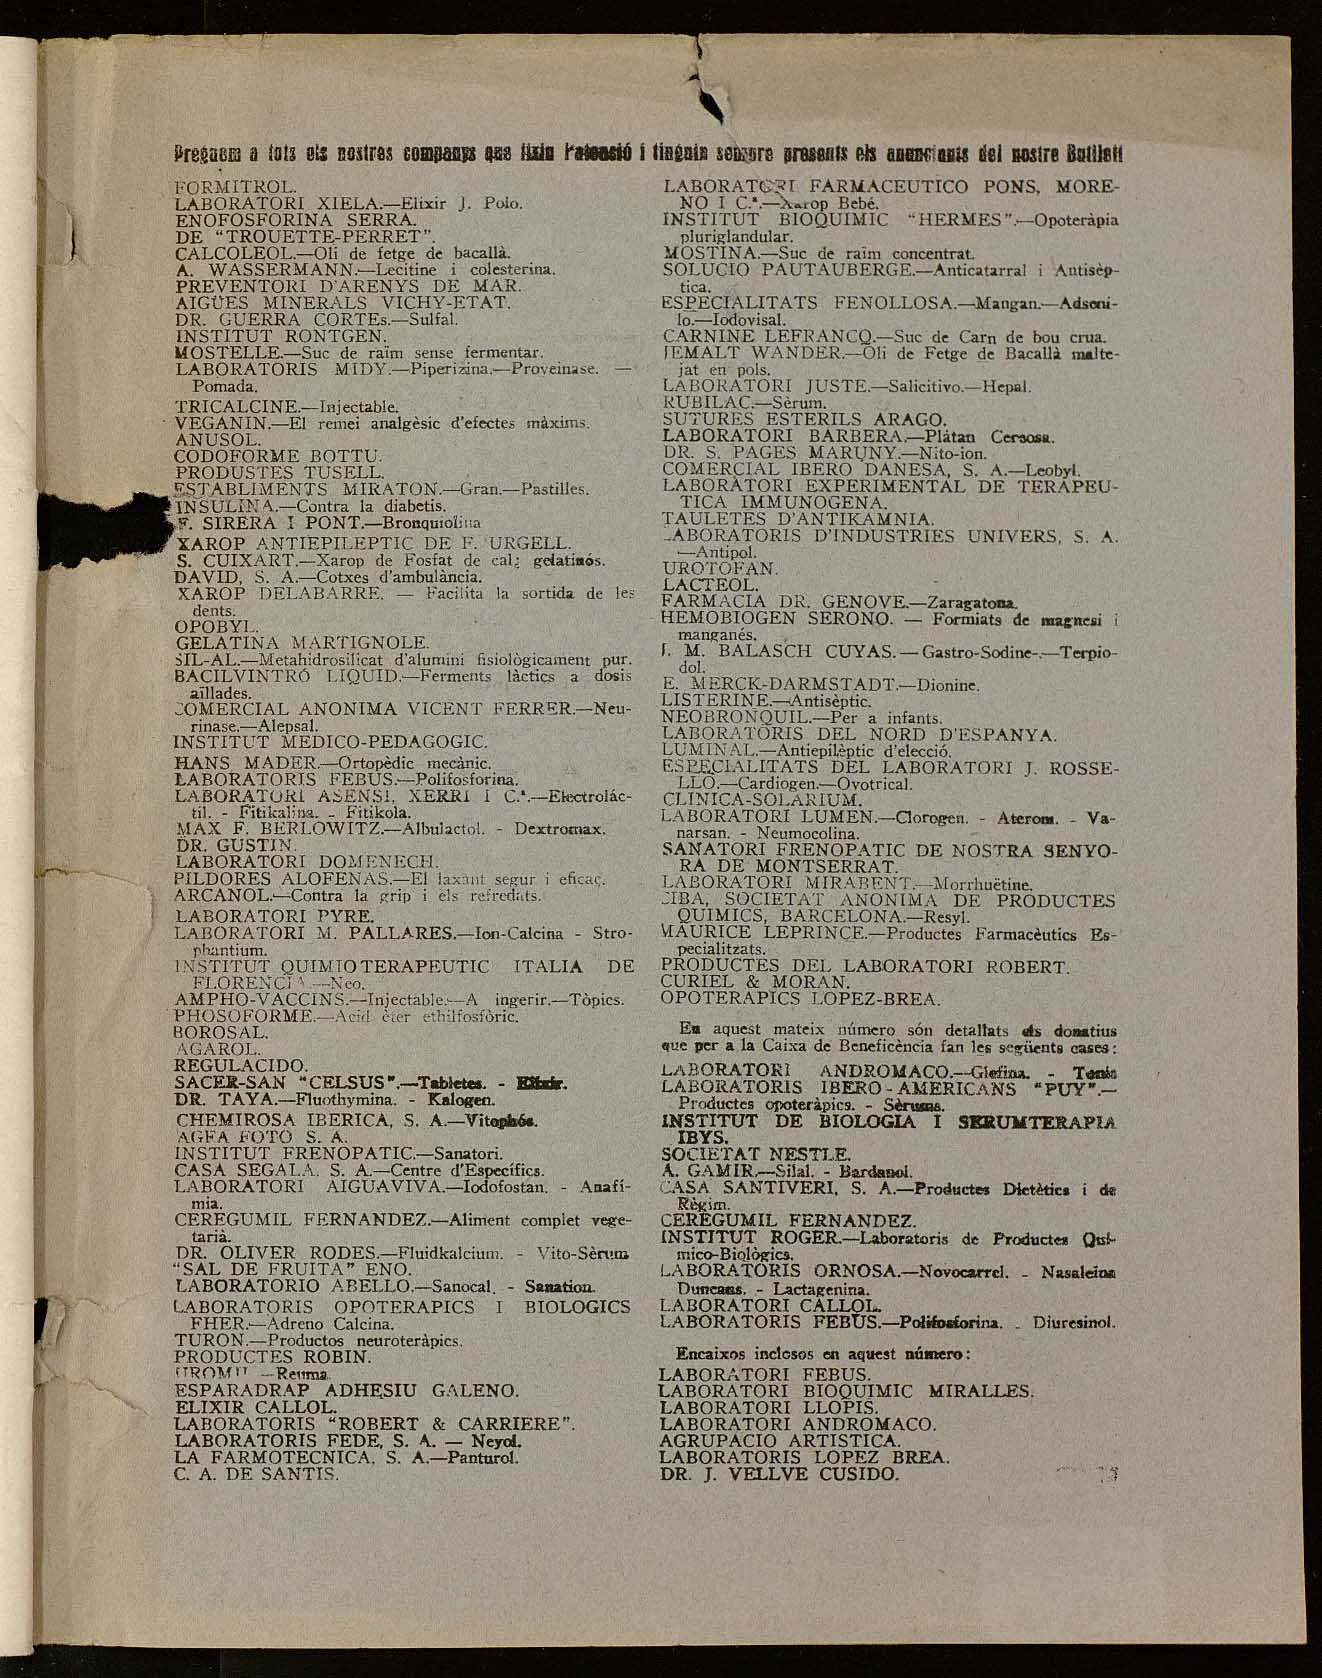 Preguem a tots els nostres companys que fixin l'atenció i tinguin sempre presents els anunciants del nostre Butlletí
FORMITROL.
LABORATORI XIELA.—Elixir J. Polo.
ENOFOSFORINA SERRA.
DE “TROUETTE-PERRET”.
CALCOLEOL.—Oli de fetge de bacallà.
A. WASSERMANN.—Lecitine i colesterina.
PREVENTORI D'ARENYS DE MAR.
AIGÜES MINERALS VICHY-ETAT.
DR. GUERRA CORTEs.—Sulfal.
INSTITUT RONTGEN.
MOSTELLE.—Suc de raïm sense fermentar.
LABORATORIS MIDY.—Piperizina.—Proveinase. —
Pomada.
TRICALCINE.—Injectable.
VEGANIN.—El remei analgèsic d'efectes màxims.
ANUSOL.
CODOFORME BOTTU.
PRODUSTES TUSELL.
ESTABLIMENTS MIRATON.—Gran.—Pastilles.
INSULINA.—Contra la diabetis.
F. SIRERA I PONT.—Bronquiolina
XAROP ANTIEPILEPTIC DE F. URGELL.
S. CUIXART.—Xarop de Fosfat de calç gelatinós.
DAVID, S. A.—Cotxes d'ambulància.
XAROP DELABARRE. — Facilita la sortida de les
dents.
OPOBYL.
GELATINA MARTIGNOLE.
SIL-AL.—Metahidrosilicat d'alumini fisiològicament pur.
BACILVINTRÓ LIQUID.—Ferments làctics a dosis
aïllades.
COMERCIAL ANONIMA VICENT FERRER.—Neu-
rinase.—Alepsal.
INSTITUT MEDICO-PEDAGOGIC.
HANS MADER.—Ortopèdic mecànic.
LABORATORIS FEBUS.—Polifosforina.
LABORATORI ASENSI, XERRI I C.ª.—Electrolác-
til. - Fitikalina. - Fitikola.
MAX F. BERLOWITZ.—Albulactol. - Dextromax.
DR. GUSTIN.
LABORATORI DOMENECH.
PILDORES ALOFENAS.—El laxant segur i eficaç.
ARCANOL.—Contra la grip i els refredats.
LABORATORI PYRE.
LABORATORI M. PALLARES.—Ion-Calcina - Stro-
phantium.
INSTITUT QUIMIOTERAPEUTIC ITALIA DE
FLORENCIA.—Neo.
AMPHO-VACCINS.—Injectable.—A ingerir.—Tòpics.
PHOSOFORME.—Acid èter ethilfosfòric.
BOROSAL.
AGAROL.
REGULACIDO.
SACER-SAN “CELSUS”.—Tabletes. - Elixir.
DR. TAYA.—Fluothymina. - Kalogen.
CHEMIROSA IBERICA, S. A.—Vitophós.
AGFA FOTO S. A.
INSTITUT FRENOPATIC.—Sanatori.
CASA SEGALA. S. A.—Centre d'Específics.
LABORATORI AIGUAVIVA.—Iodofostan. - Anafi-
mia.
CEREGUMIL FERNANDEZ.—Aliment complet vege-
tarià.
DR. OLIVER RODES.—Fluidkalcium. - Vito-Sèrum
“SAL DE FRUITA” ENO.
LABORATORIO ABELLO.—Sanocal. - Sanation.
LABORATORIS OPOTERAPICS I BIOLOGICS
FHER.—Adreno Calcina.
TURON.—Productos neuroteràpics.
PRODUCTES ROBIN.
UROMIL —Reuma.
ESPARADRAP ADHESIU GALENO.
ELIXIR CALLOL.
LABORATORIS “ROBERT & CARRIERE”.
LABORATORIS FEDE, S. A. — Neyol.
LA FARMOTECNICA, S. A.—Panturol.
C. A. DE SANTIS.
LABORATORI FARMACEUTICO PONS, MORE-
NO I C.ª.—Xarop Bebé.
INSTITUT BIOQUIMIC “HERMES”.—Opoteràpia
pluriglandular.
MOSTINA.—Suc de raïm concentrat.
SOLUCIO PAUTAUBERGE.—Anticatarral i Antisèp-
tica.
ESPECIALITATS FENOLLOSA.—Mangan.—Adsoni-
lo.—Iodovisal.
CARNINE LEFRANCQ.—Suc de Carn de bou crua.
JEMALT WANDER.—Oli de Fetge de Bacallà malte-
jat en pols.
LABORATORI JUSTE.—Salicitivo.—Hepal.
RUBILAC.—Sèrum.
SUTURES ESTERILS ARAGO.
LABORATORI BARBERA.—Plátan Cersosa.
DR. S. PAGES MARUNY.—Nito-ion.
COMERCIAL IBERO DANESA, S. A.—Leobyl.
LABORATORI EXPERIMENTAL DE TERAPEU-
TICA IMMUNOGENA.
TAULETES D'ANTIKAMNIA.
LABORATORIS D'INDUSTRIES UNIVERS, S. A.
—Antipol.
UROTOFAN.
LACTEOL.
FARMACIA DR. GENOVE.—Zaragatona.
HEMOBIOGEN SERONO. — Formiats de magnesi i
manganés.
J. M. BALASCH CUYAS.—Gastro-Sodine-.—Terpio-
dol.
E. MERCK-DARMSTADT.—Dionine.
LISTERINE.—Antisèptic.
NEOBRONQUIL.—Per a infants.
LABORATORIS DEL NORD D'ESPANYA.
LUMINAL.—Antiepilèptic d'elecció.
ESPECIALITATS DEL LABORATORI J. ROSSE-
LLO.—Cardiogen.—Ovotrical.
CLINICA-SOLARIUM.
LABORATORI LUMEN.—Clorogen. - Aterom. - Va-
narsan. - Neumocolina.
SANATORI FRENOPATIC DE NOSTRA SENYO-
RA DE MONTSERRAT.
LABORATORI MIRABENT.—Morrhuëtine.
CIBA, SOCIETAT ANONIMA DE PRODUCTES
QUIMICS, BARCELONA.—Resyl.
MAURICE LEPRINCE.—Productes Farmacèutics Es-
pecialitzats.
PRODUCTES DEL LABORATORI ROBERT.
CURIEL & MORAN.
OPOTERAPICS LOPEZ-BREA.
En aquest mateix número són detallats els donatius
que per a la Caixa de Beneficència fan les següents cases:
LABORATORI ANDROMACO.—Glefina. - Tonis
LABORATORIS IBERO-AMERICANS “PUY”.—
Productes opoteràpics. - Sèrums.
INSTITUT DE BIOLOGIA I SERUMTERAPIA
IBYS.
SOCIETAT NESTLE.
A. GAMIR.—Silal. - Bardanol.
CASA SANTIVERI, S. A.—Productes Dietètics i de
Règim.
CEREGUMIL FERNANDEZ.
INSTITUT ROGER.—Laboratoris de Productes Quí-
mico-Biològics.
LABORATORIS ORNOSA.—Novocarrel. - Nasaleina
Duncans. - Lactagenina.
LABORATORI CALLOL.
LABORATORIS FEBUS.—Polifosforina. - Diuresinol.
Encaixos inclosos en aquest número:
LABORATORI FEBUS.
LABORATORI BIOQUIMIC MIRALLES.
LABORATORI LLOPIS.
LABORATORI ANDROMACO.
AGRUPACIO ARTISTICA.
LABORATORIS LOPEZ BREA.
DR. J. VELLVE CUSIDO.